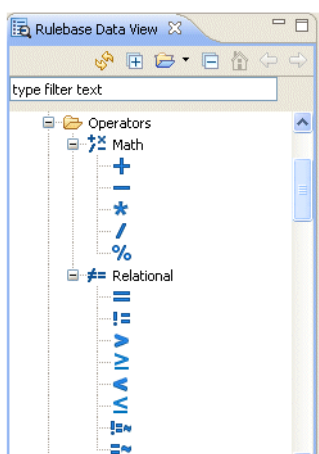 Rulebase Data View
type filter text
Operators
Math
+
−
*
/
%
≠= Relational
=
!=
>
≥
<
≤
!=~
=~